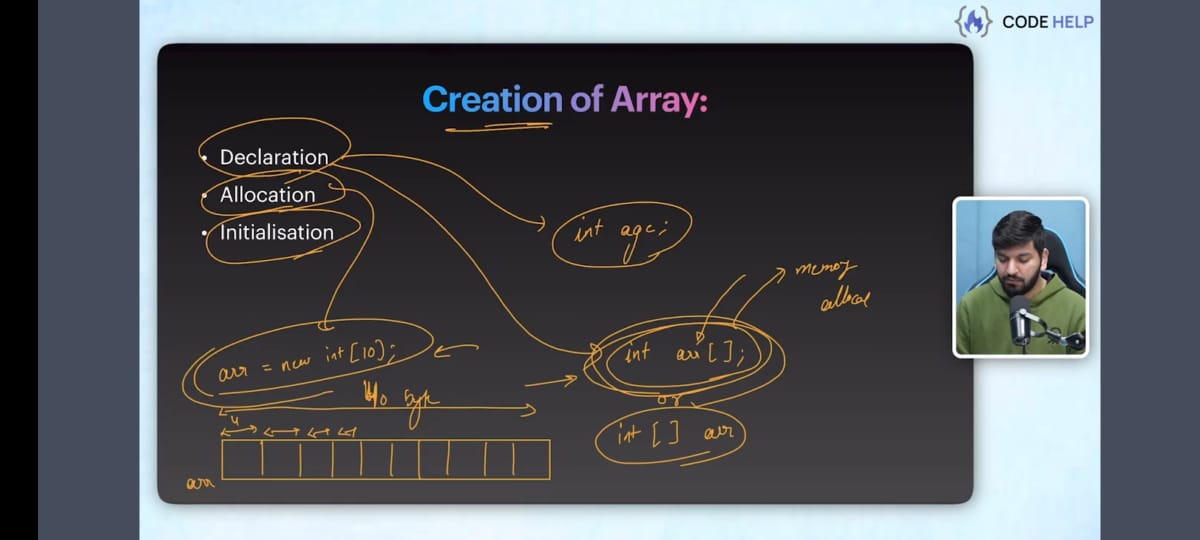 CODE HELP
Creation of Array:
• Declaration
• Allocation
• Initialisation
int age;
memory
arr = new int [10];
int arr [];
or
int [] arr
40 byte
4
arr